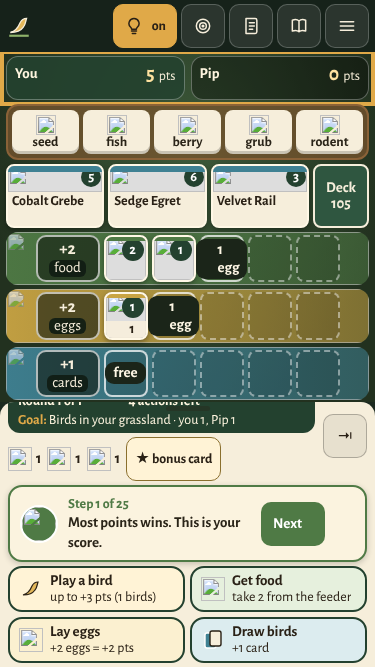 on
You 5 pts Pip 0 pts
seed fish berry grub rodent
5 6 3
Cobalt Grebe Sedge Egret Velvet Rail Deck
105
+2 2 1 1
food egg
+2 1 1
eggs 1 egg
+1 free
cards
4 actions left
Goal: Birds in your grassland · you 1, Pip 1
1 1 1 ★ bonus card
Step 1 of 25
Most points wins. This is your
score.
Next
Play a bird
up to +3 pts (1 birds)
Get food
take 2 from the feeder
Lay eggs
+2 eggs = +2 pts
Draw birds
+1 card